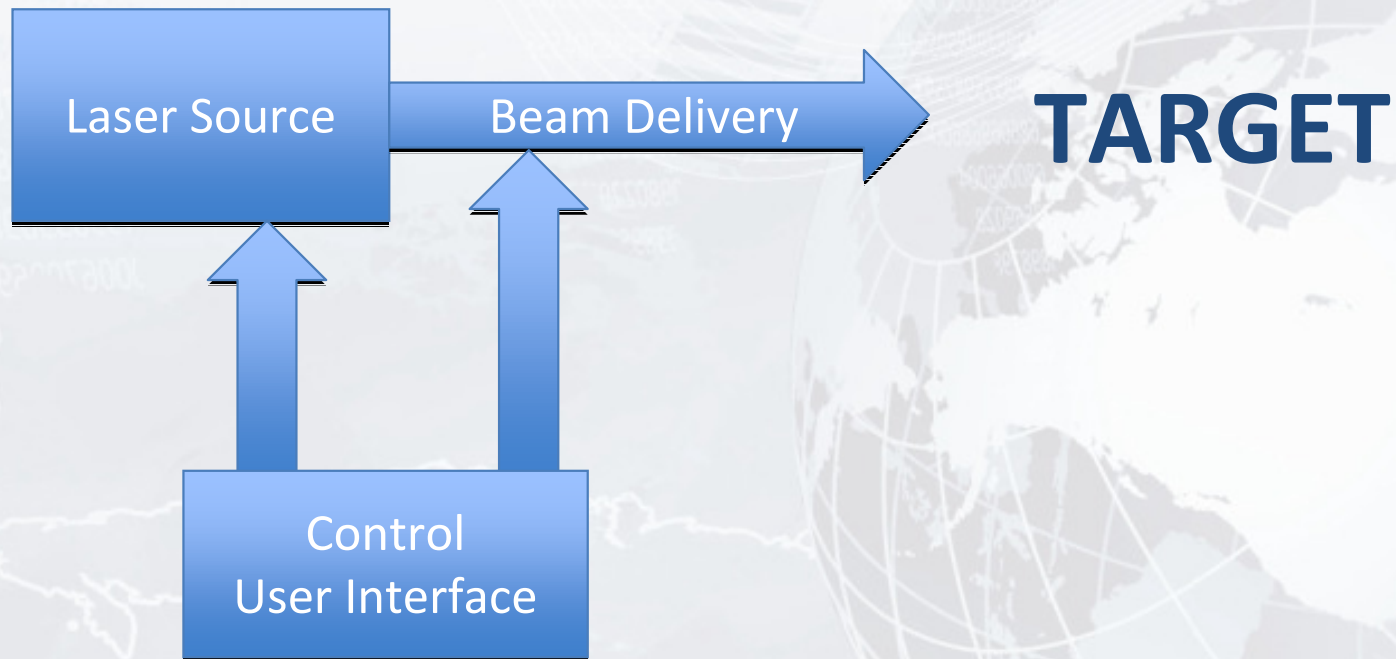 Laser Source
Beam Delivery
TARGET
Control
User Interface